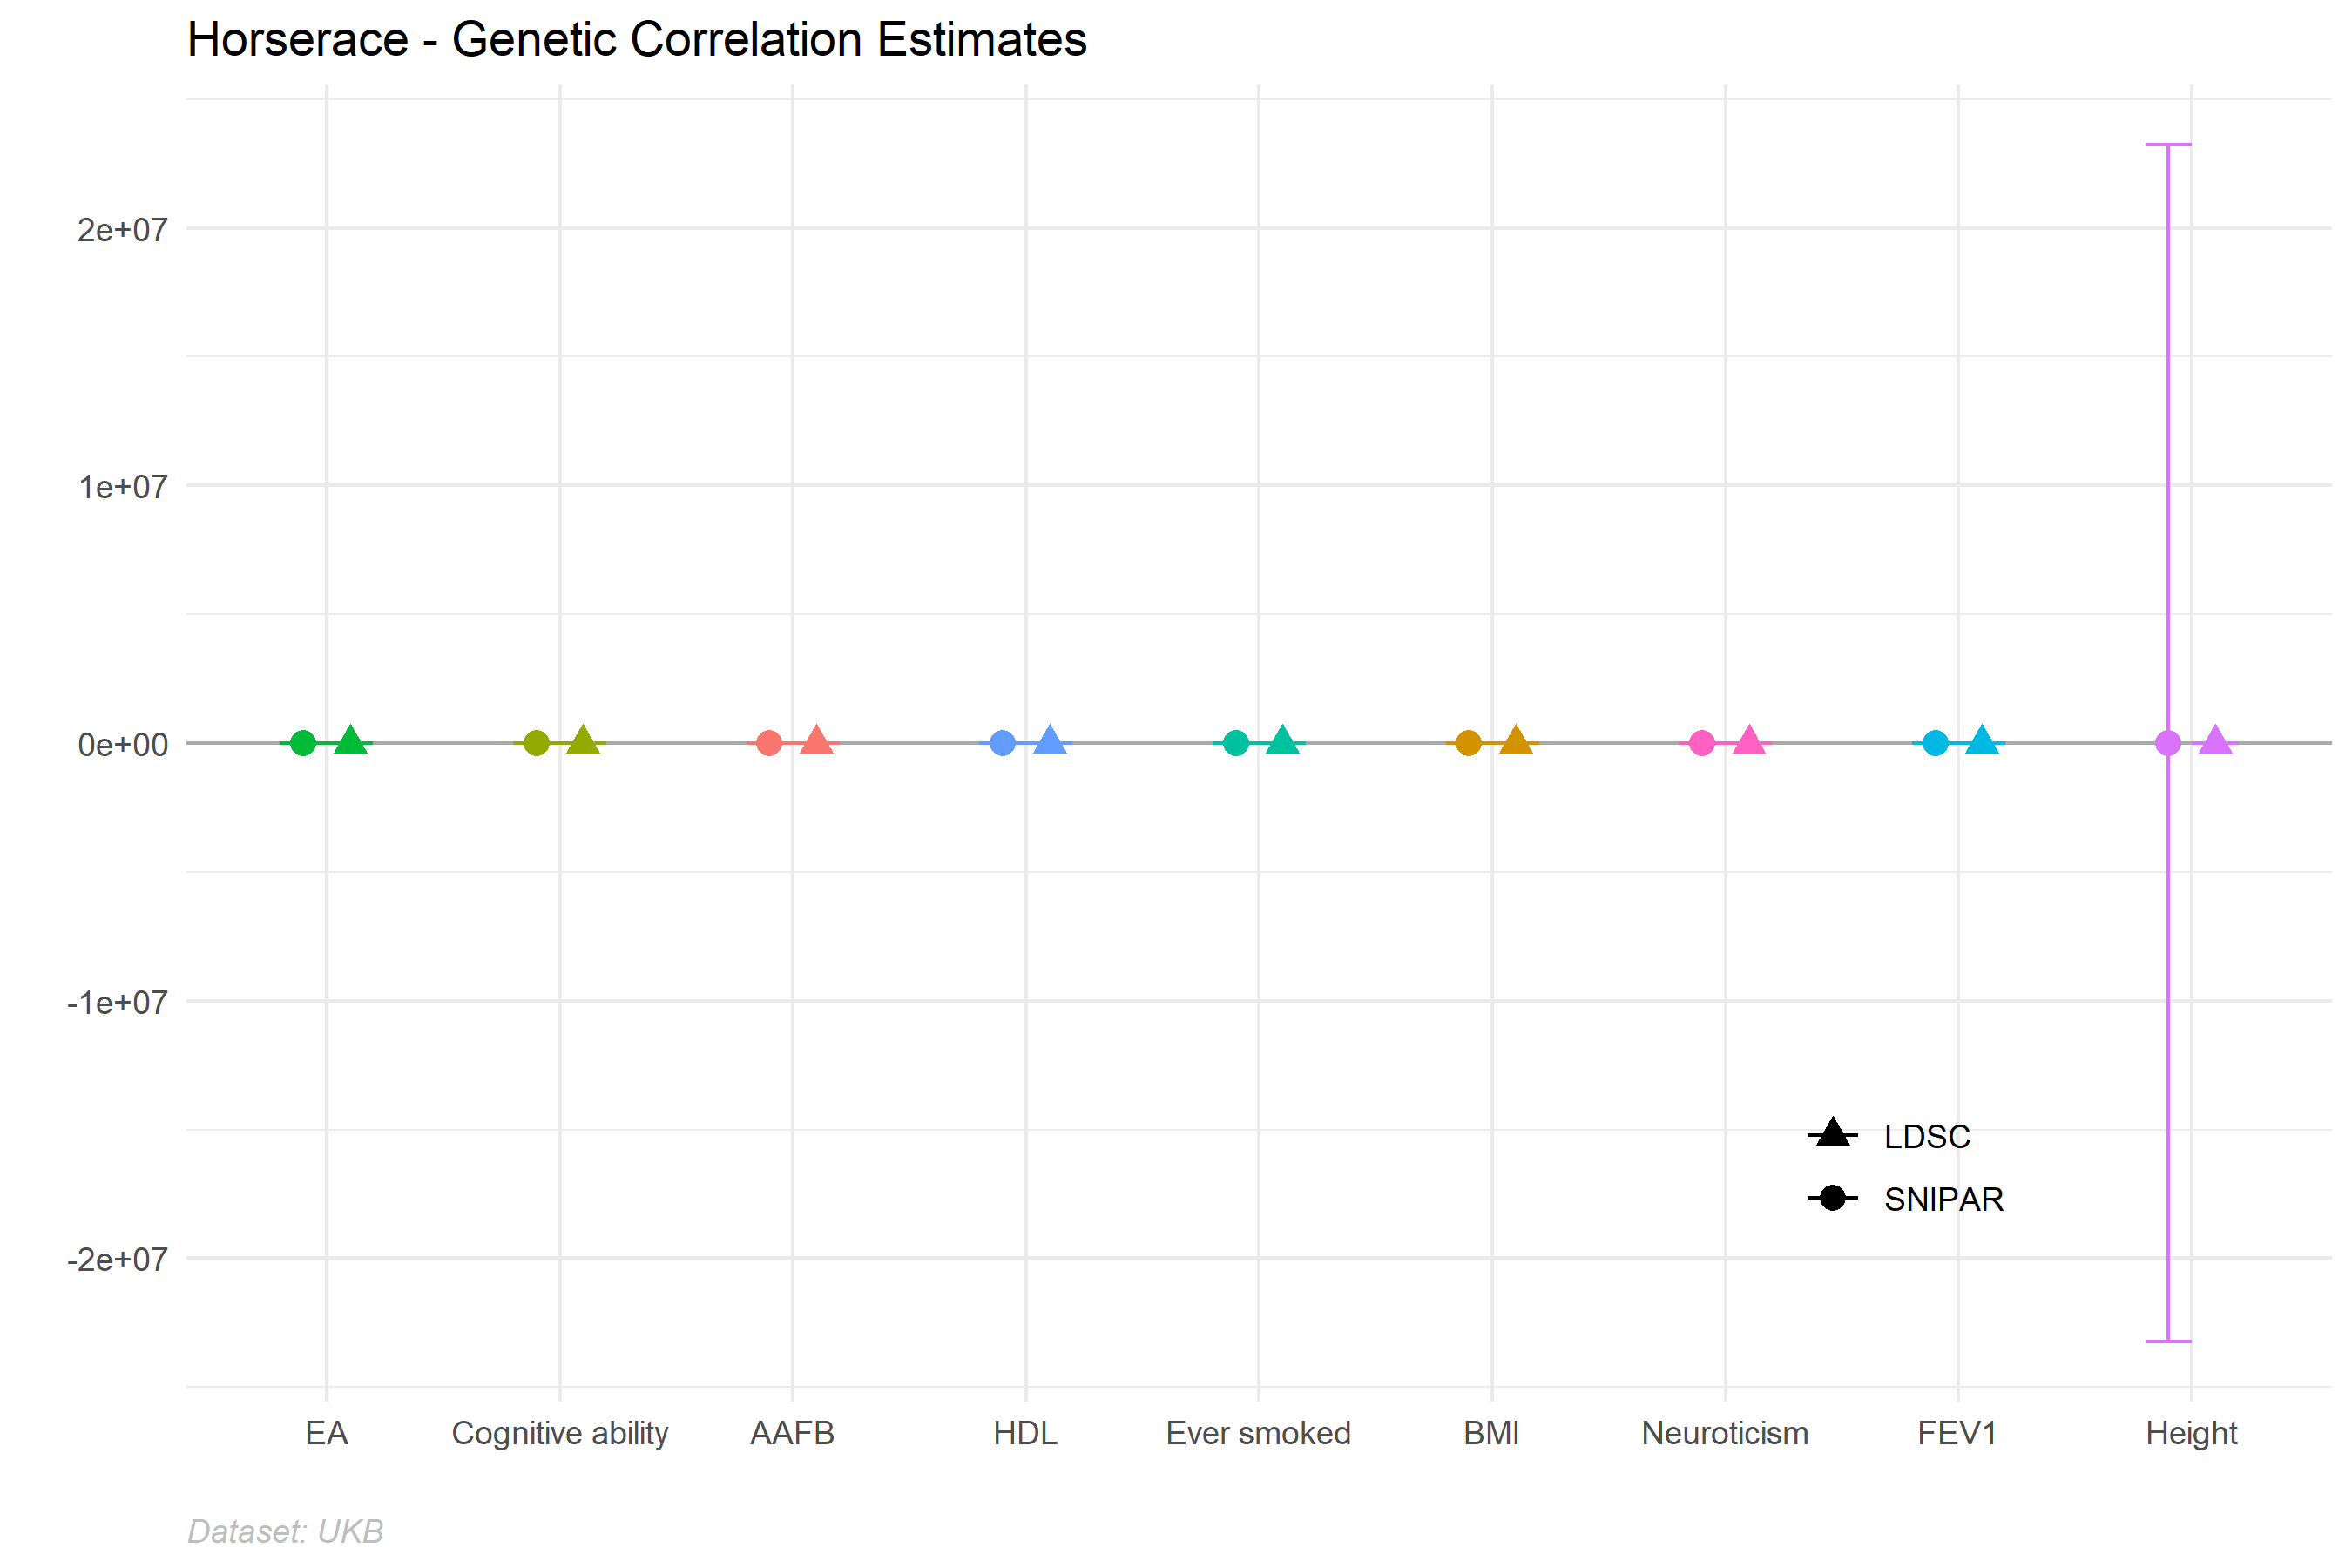 Horserace - Genetic Correlation Estimates
2e+07
1e+07
0e+00
-1e+07
-2e+07
LDSC
SNIPAR
EA Cognitive ability AAFB HDL Ever smoked BMI Neuroticism FEV1 Height
Dataset: UKB